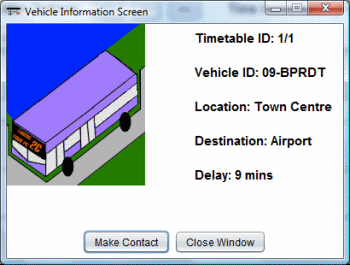 Vehicle Information Screen
Timetable ID: 1/1
Vehicle ID: 09-BPRDT
Location: Town Centre
Destination: Airport
Delay: 9 mins
2C
Make Contact
Close Window